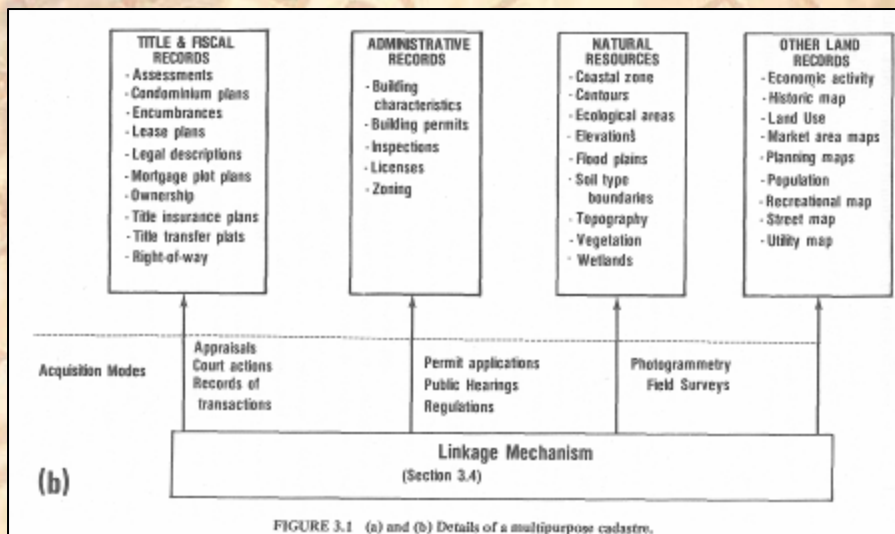 TITLE & FISCAL
RECORDS
- Assessments
- Condominium plans
- Encumbrances
- Lease plans
- Legal descriptions
- Mortgage plot plans
- Ownership
- Title insurance plans
- Title transfer plats
- Right-of-way
ADMINISTRATIVE
RECORDS
- Building
characteristics
- Building permits
- Inspections
- Licenses
- Zoning
NATURAL
RESOURCES
- Coastal zone
- Contours
- Ecological areas
- Elevations
- Flood plains
- Soil type
boundaries
- Topography
- Vegetation
- Wetlands
OTHER LAND
RECORDS
- Economic activity
- Historic map
- Land Use
- Market area maps
- Planning maps
- Population
- Recreational map
- Street map
- Utility map
Acquisition Modes
Appraisals
Court actions
Records of
transactions
Permit applications
Public Hearings
Regulations
Photogrammetry
Field Surveys
Linkage Mechanism
(Section 3.4)
(b)
FIGURE 3.1 (a) and (b) Details of a multipurpose cadastre.